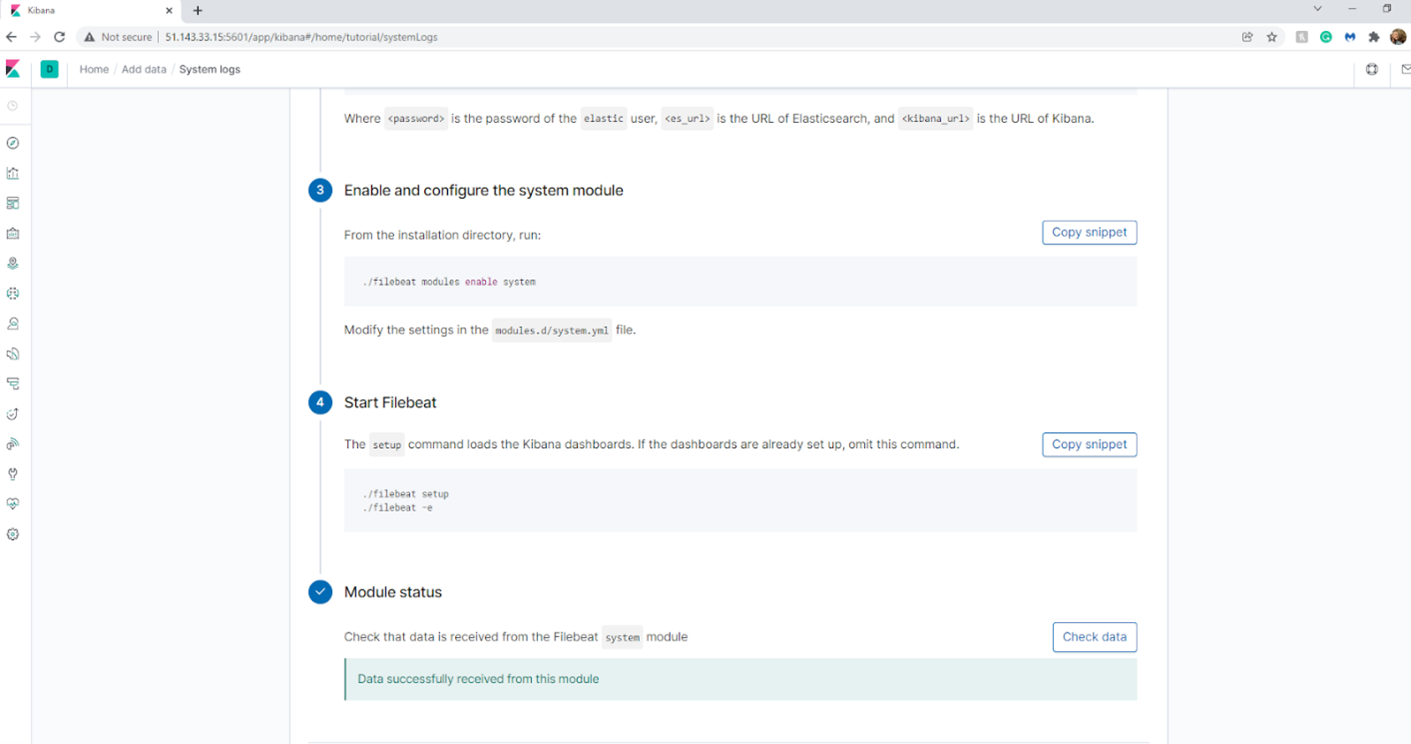 Kibana
Not secure | 51.143.33.15:5601/app/kibana#/home/tutorial/systemLogs
D Home / Add data / System logs
Where <password> is the password of the elastic user, <es_url> is the URL of Elasticsearch, and <kibana_url> is the URL of Kibana.
3 Enable and configure the system module
From the installation directory, run:
Copy snippet
./filebeat modules enable system
Modify the settings in the modules.d/system.yml file.
4 Start Filebeat
The setup command loads the Kibana dashboards. If the dashboards are already set up, omit this command.
Copy snippet
./filebeat setup
./filebeat -e
Module status
Check that data is received from the Filebeat system module
Check data
Data successfully received from this module